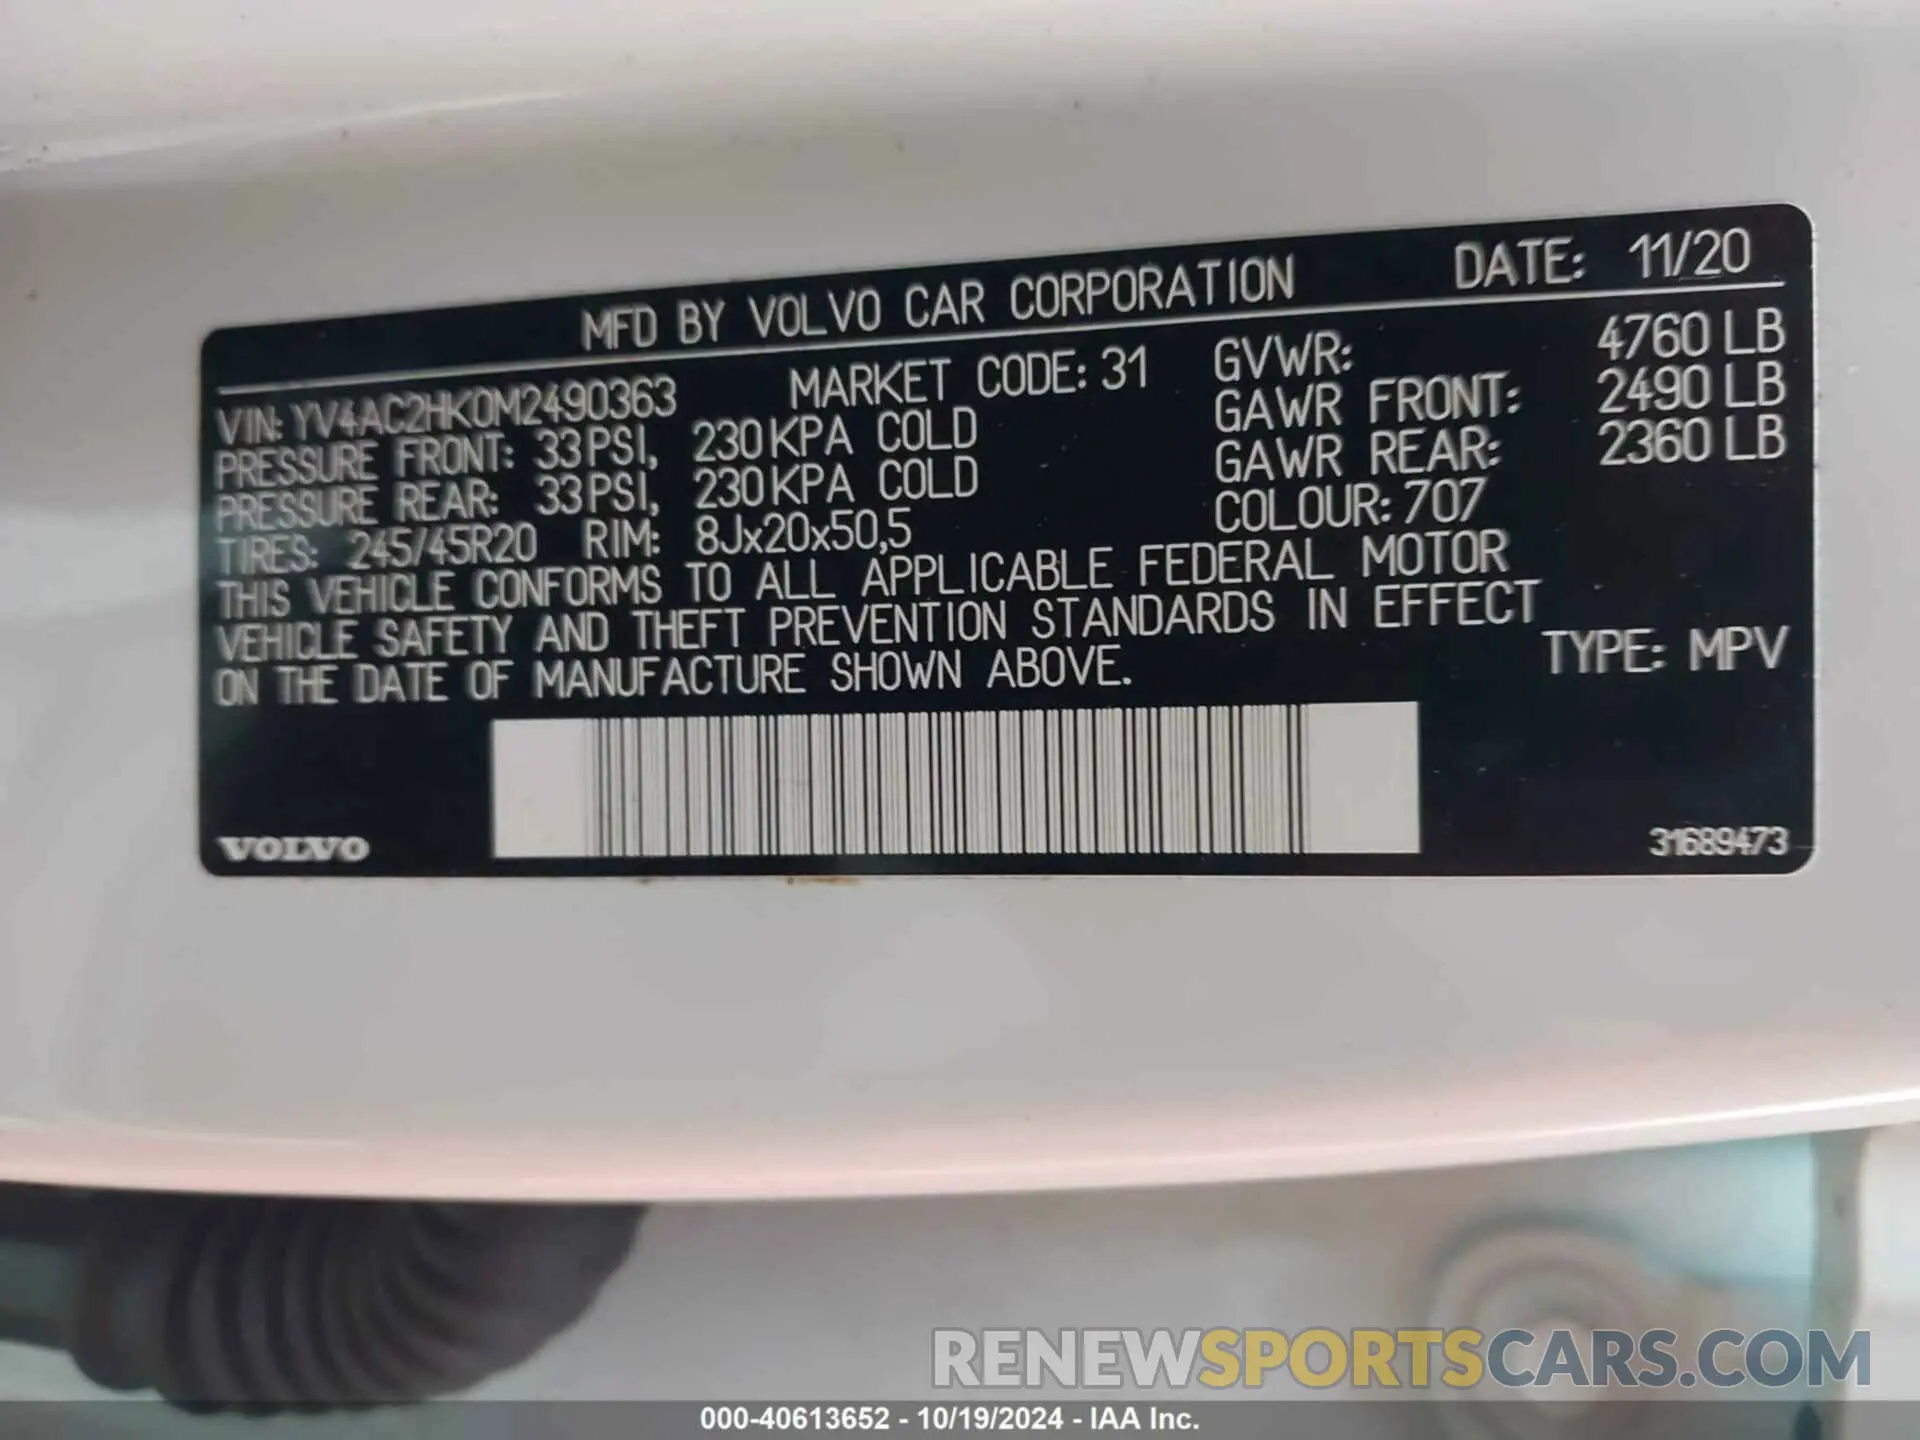 MFD BY VOLVO CAR CORPORATION DATE: 11/20
VIN: YV4AC2HK0M2490363 MARKET CODE: 31 GVWR: 4760 LB
PRESSURE FRONT: 33 PSI, 230 KPA COLD GAWR FRONT: 2490 LB
PRESSURE REAR: 33 PSI, 230 KPA COLD GAWR REAR: 2360 LB
TIRES: 245/45R20 RIM: 8Jx20x50,5 COLOUR: 707
THIS VEHICLE CONFORMS TO ALL APPLICABLE FEDERAL MOTOR
VEHICLE SAFETY AND THEFT PREVENTION STANDARDS IN EFFECT
ON THE DATE OF MANUFACTURE SHOWN ABOVE. TYPE: MPV
VOLVO 31689473
RENEWSPORTSCARS.COM
000-40613652 - 10/19/2024 - IAA Inc.